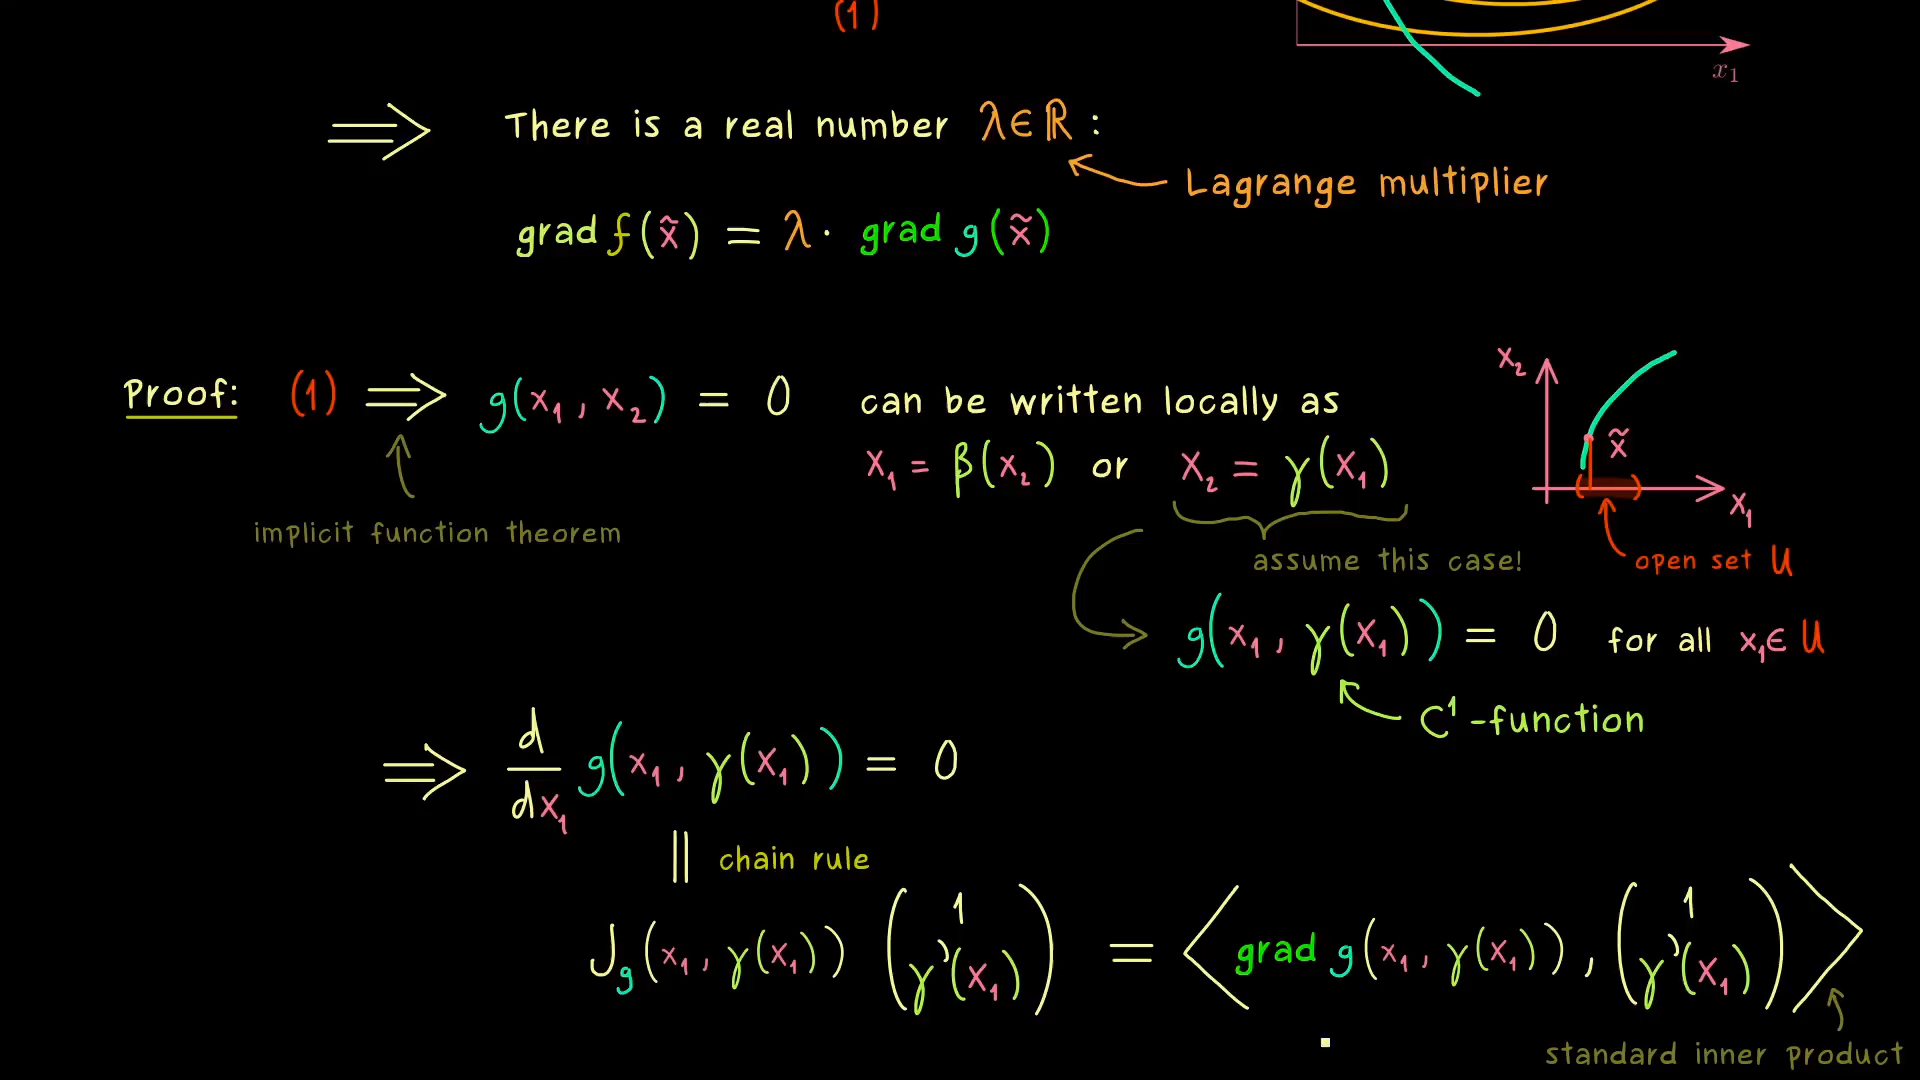 (1)
x₁
⟹ There is a real number λ∈ℝ :
Lagrange multiplier
grad f(x̃) = λ · grad g(x̃)
Proof: (1) ⟹ g(x₁, x₂) = 0 can be written locally as
x₁ = β(x₂) or x₂ = γ(x₁)
implicit function theorem
assume this case!
x₂
x̃
x₁
open set U
g(x₁, γ(x₁)) = 0 for all x₁∈ U
C¹-function
⟹ d/dx₁ g(x₁, γ(x₁)) = 0
|| chain rule
J_g(x₁, γ(x₁)) (1 γ'(x₁)) = ⟨grad g(x₁, γ(x₁)), (1 γ'(x₁))⟩
standard inner product